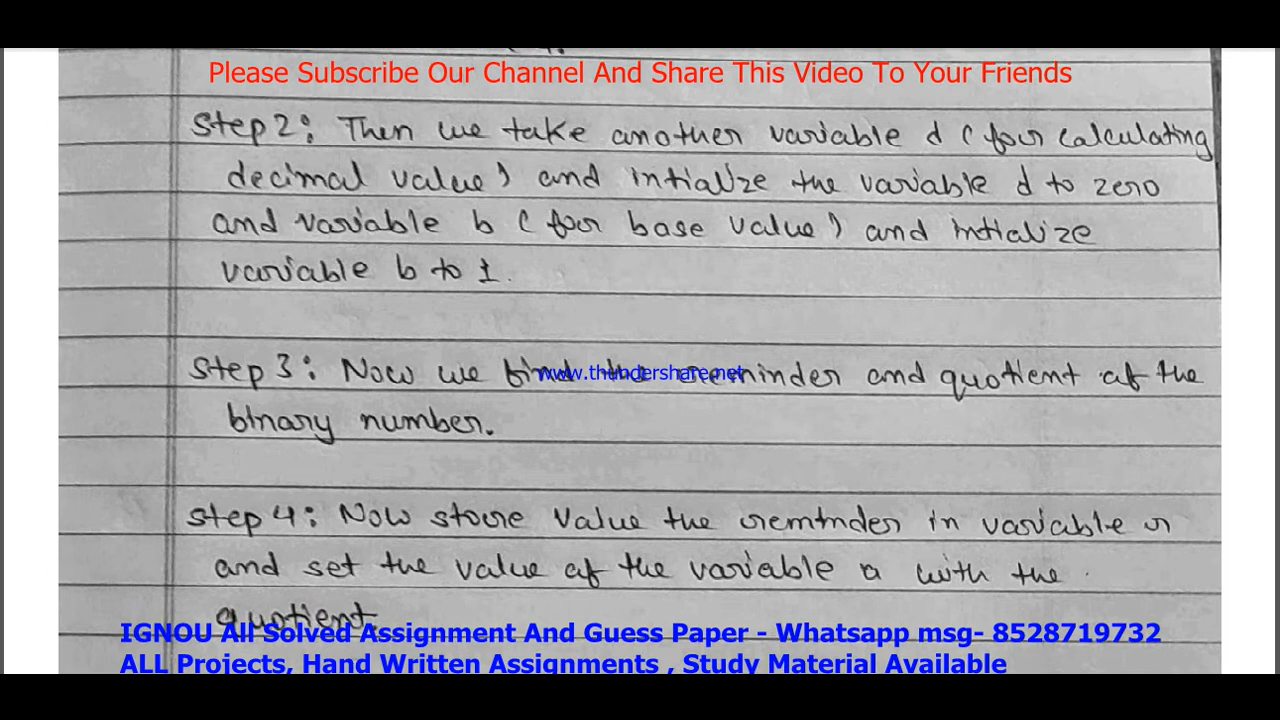 Please Subscribe Our Channel And Share This Video To Your Friends
Step 2: Then we take another variable d (for calculating
decimal value) and intialize the variable d to zero
and variable b (for base value) and intialize
variable b to 1.
Step 3: Now we find the reminder and quotient of the
www.thundershare.net
binary number.
Step 4: Now store value the reminder in variable r
and set the value of the variable a with the
quotient.
IGNOU All Solved Assignment And Guess Paper - Whatsapp msg- 8528719732
ALL Projects, Hand Written Assignments , Study Material Available